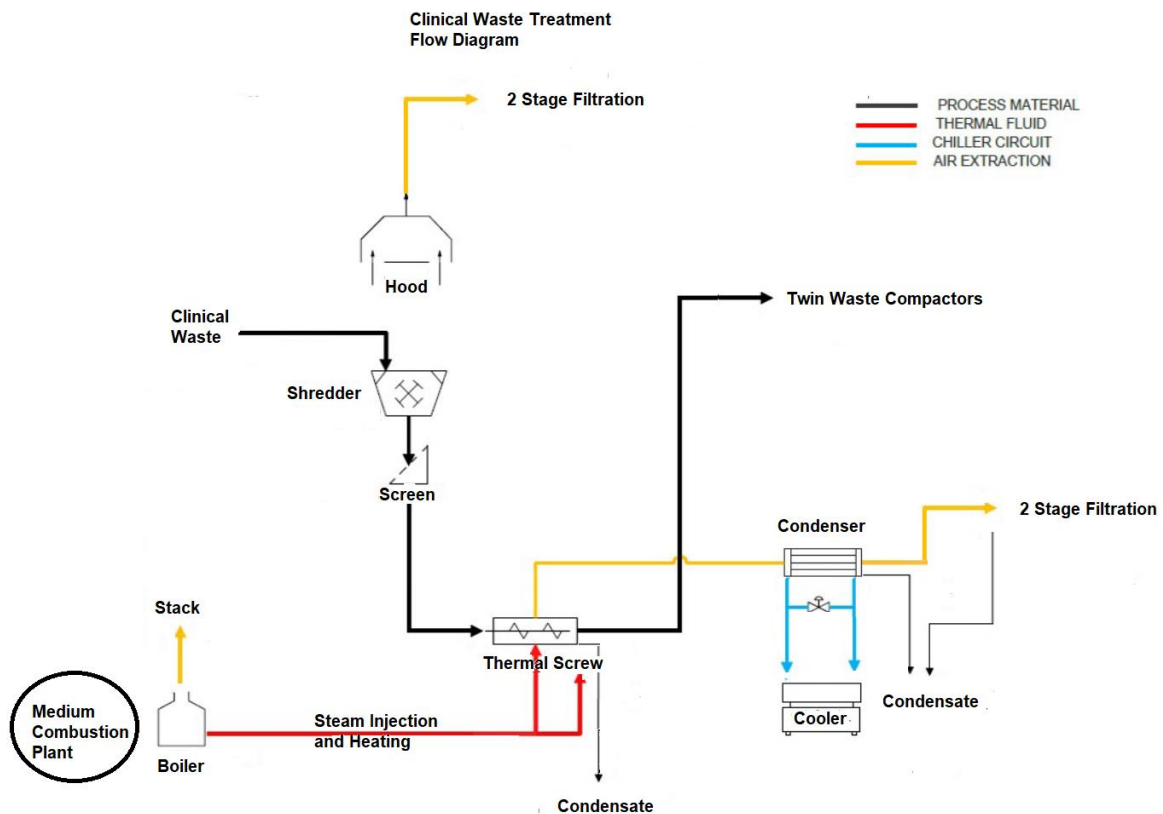 Clinical Waste Treatment
Flow Diagram
2 Stage Filtration
PROCESS MATERIAL
THERMAL FLUID
CHILLER CIRCUIT
AIR EXTRACTION
Hood
Clinical
Waste
Twin Waste Compactors
Shredder
Screen
Condenser
2 Stage Filtration
Stack
Thermal Screw
Medium
Combustion
Plant
Steam Injection
and Heating
Boiler
Cooler
Condensate
Condensate